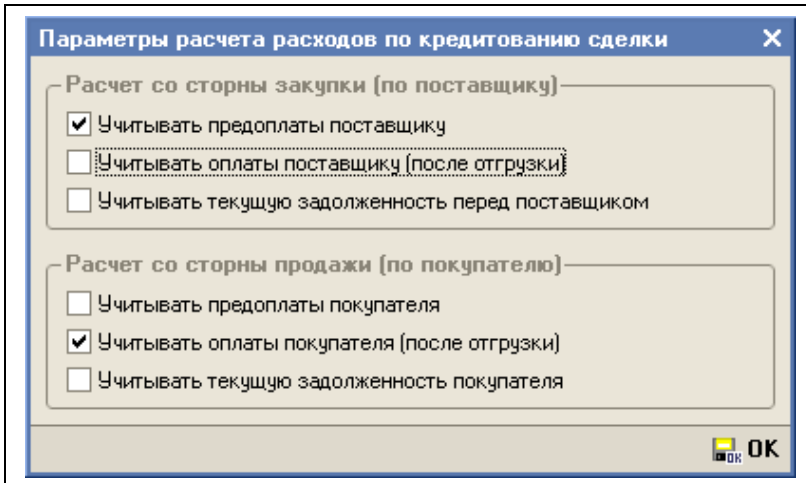 Параметры расчета расходов по кредитованию сделки
Расчет со сторны закупки (по поставщику)
Учитывать предоплаты поставщику
Учитывать оплаты поставщику (после отгрузки)
Учитывать текущую задолженность перед поставщиком
Расчет со сторны продажи (по покупателю)
Учитывать предоплаты покупателя
Учитывать оплаты покупателя (после отгрузки)
Учитывать текущую задолженность покупателя
OK OK